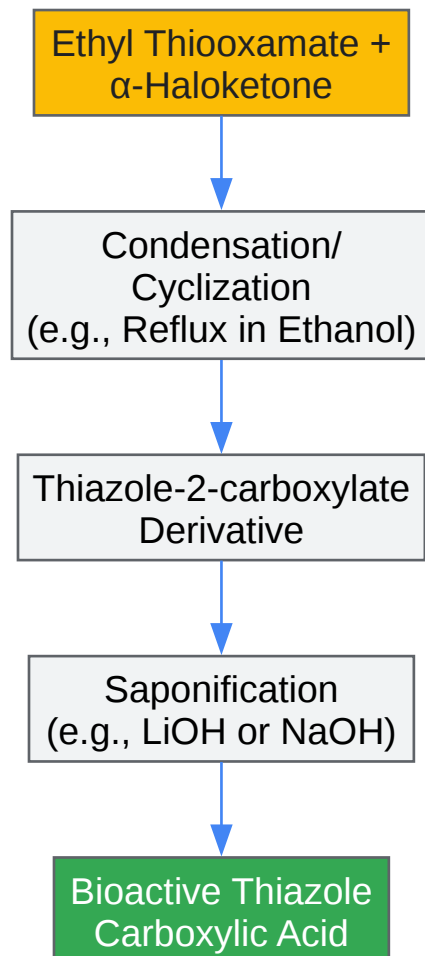 Ethyl Thiooxamate +
α-Haloketone
Condensation/
Cyclization
(e.g., Reflux in Ethanol)
Thiazole-2-carboxylate
Derivative
Saponification
(e.g., LiOH or NaOH)
Bioactive Thiazole
Carboxylic Acid